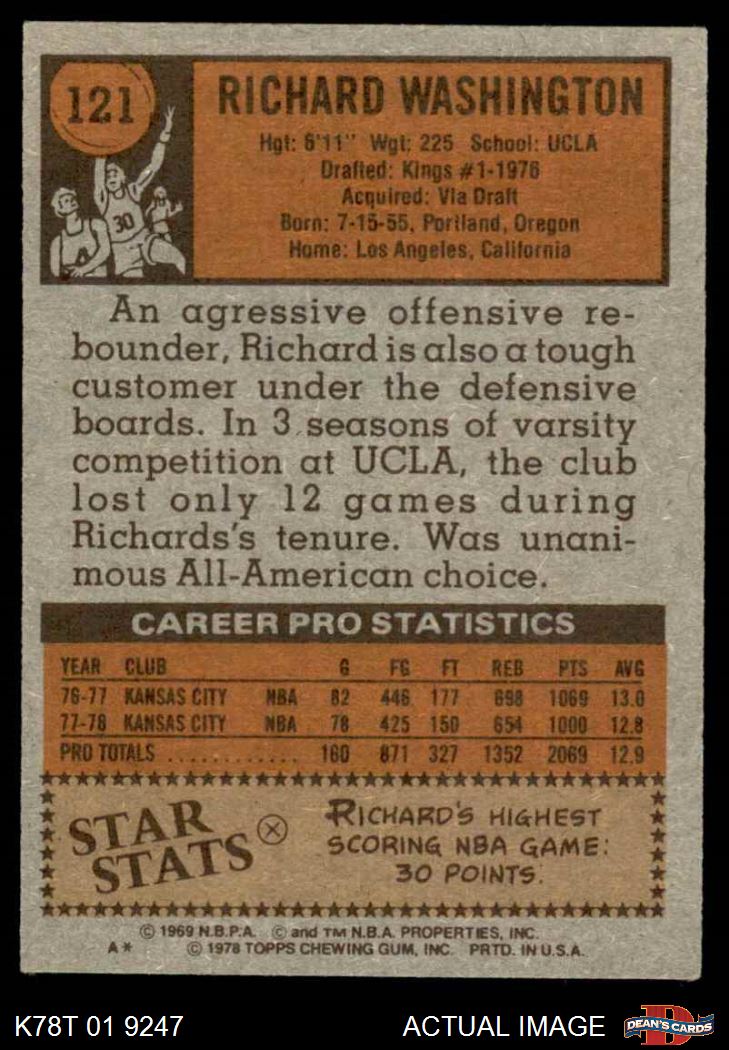 121
RICHARD WASHINGTON
Hgt: 6'11" Wgt: 225 School: UCLA
Drafted: Kings #1-1976
Acquired: Via Draft
Born: 7-15-55, Portland, Oregon
Home: Los Angeles, California
30
An agressive offensive re-
bounder, Richard is also a tough
customer under the defensive
boards. In 3 seasons of varsity
competition at UCLA, the club
lost only 12 games during
Richards's tenure. Was unani-
mous All-American choice.
CAREER PRO STATISTICS
YEAR CLUB G FG FT REB PTS AVG
76-77 KANSAS CITY NBA 82 446 177 698 1069 13.0
77-78 KANSAS CITY NBA 78 425 150 654 1000 12.8
PRO TOTALS ............ 160 871 327 1352 2069 12.9
STAR
STATS
RICHARD'S HIGHEST
SCORING NBA GAME:
30 POINTS.
© 1969 N.B.P.A. © and TM N.B.A. PROPERTIES, INC.
A* © 1978 TOPPS CHEWING GUM, INC. PRTD. IN U.S.A.
K78T 01 9247 ACTUAL IMAGE D DEAN'S CARDS